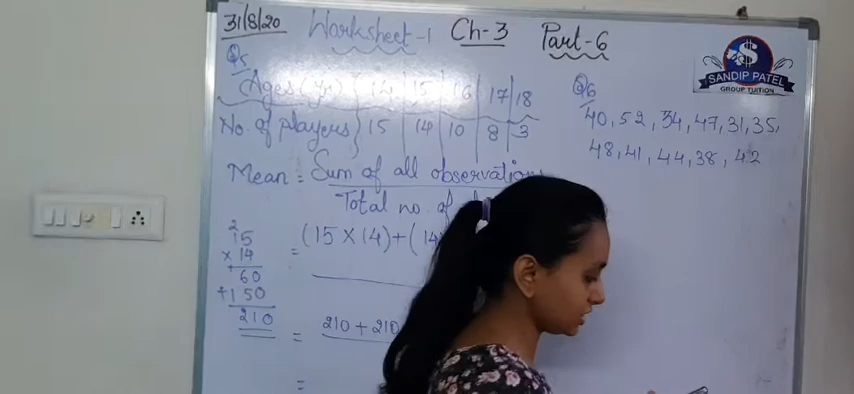 31/8/20 Worksheet-1 Ch-3 Part-6
Q5
Ages (yr) 14 15 16 17 18
No. of players 15 14 10 8 3
Mean = Sum of all observations
Total no. of
15
× 14
60
+150
210
= (15 × 14) + (14
= 210 + 210
=
Q6
40, 52, 34, 47, 31, 35,
48, 41, 44, 38, 42
SANDIP PATEL
GROUP TUITION